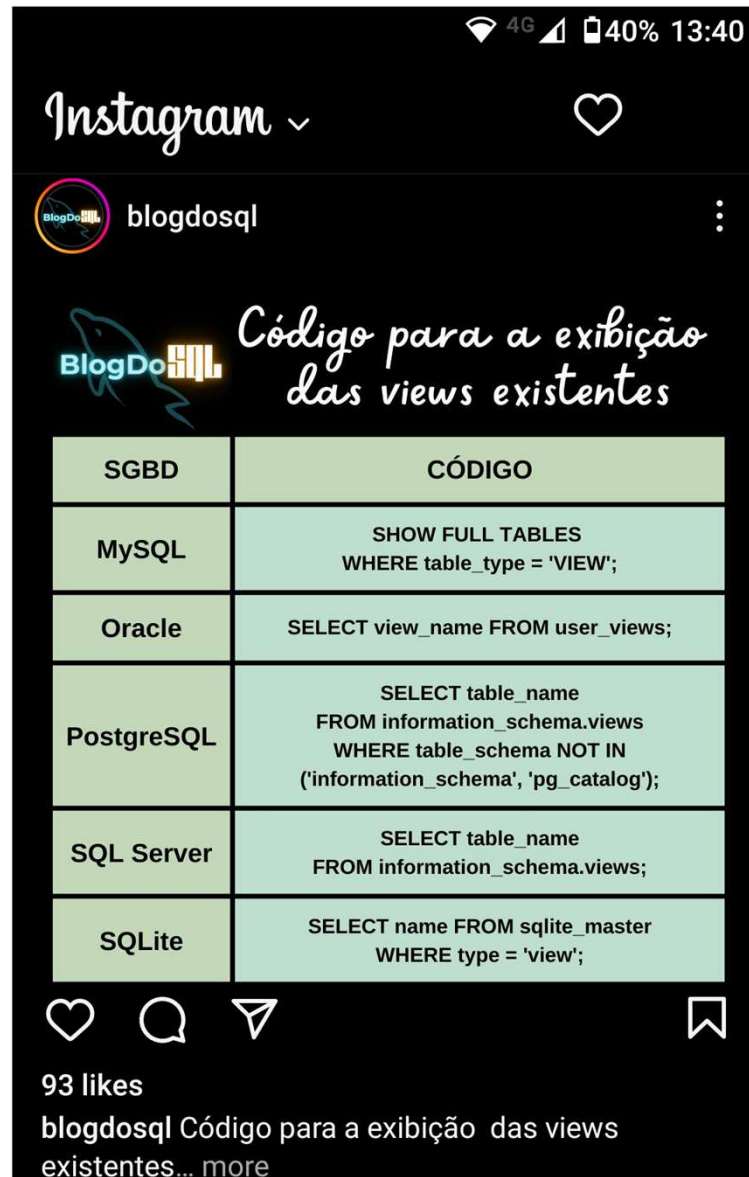 4G 40% 13:40
Instagram
BlogDoSQL blogdosql
BlogDoSQL
Código para a exibição
das views existentes
SGBD CÓDIGO
MySQL
SHOW FULL TABLES
WHERE table_type = 'VIEW';
Oracle
SELECT view_name FROM user_views;
PostgreSQL
SELECT table_name
FROM information_schema.views
WHERE table_schema NOT IN
('information_schema', 'pg_catalog');
SQL Server
SELECT table_name
FROM information_schema.views;
SQLite
SELECT name FROM sqlite_master
WHERE type = 'view';
93 likes
blogdosql Código para a exibição das views
existentes... more